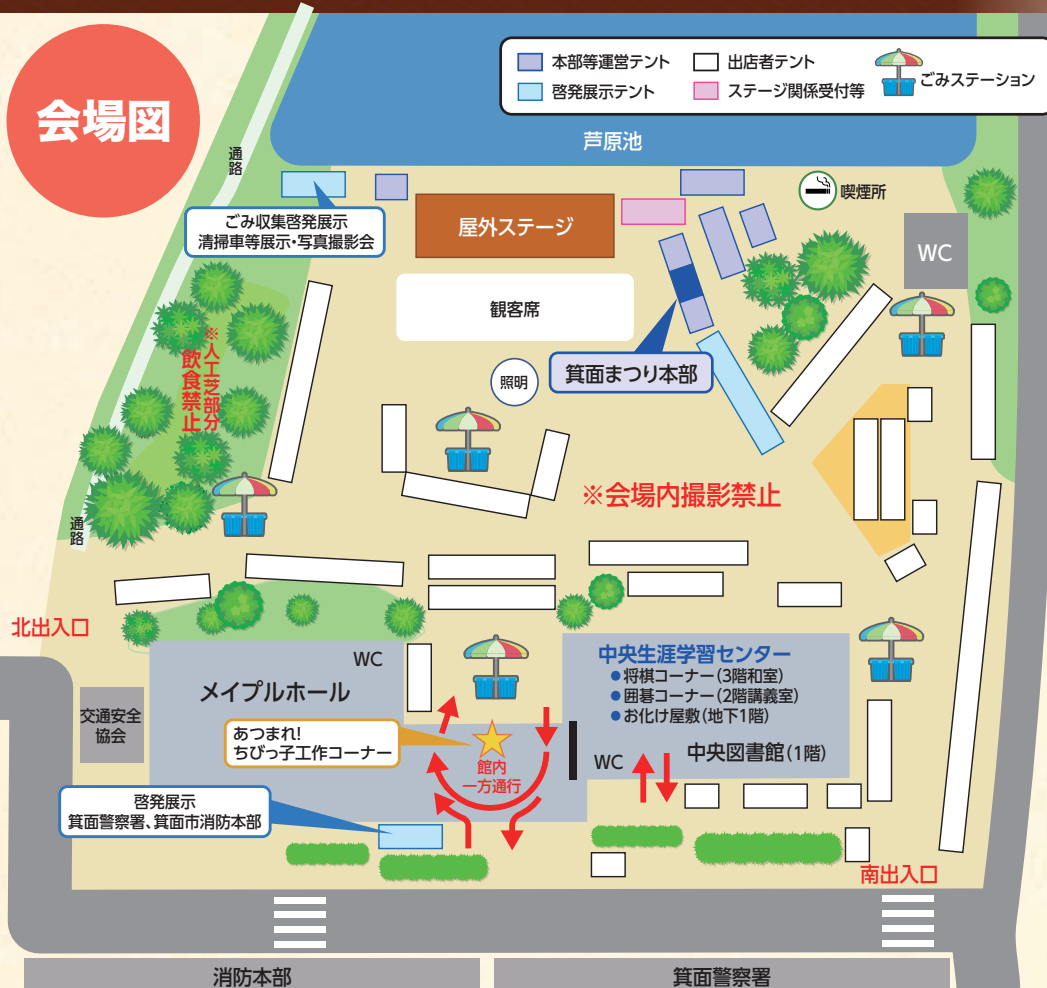 会場図
本部等運営テント
出店者テント
ごみステーション
啓発展示テント
ステージ関係受付等
芦原池
通路
ごみ収集啓発展示
清掃車等展示・写真撮影会
屋外ステージ
喫煙所
WC
観客席
箕面まつり本部
照明
※人工芝部分
飲食禁止
※会場内撮影禁止
通路
北出入口
WC
メイプルホール
交通安全
協会
あつまれ!
ちびっ子工作コーナー
館内
一方通行
中央生涯学習センター
●将棋コーナー(3階和室)
●囲碁コーナー(2階講義室)
●お化け屋敷(地下1階)
WC
中央図書館(1階)
啓発展示
箕面警察署、箕面市消防本部
南出入口
消防本部
箕面警察署